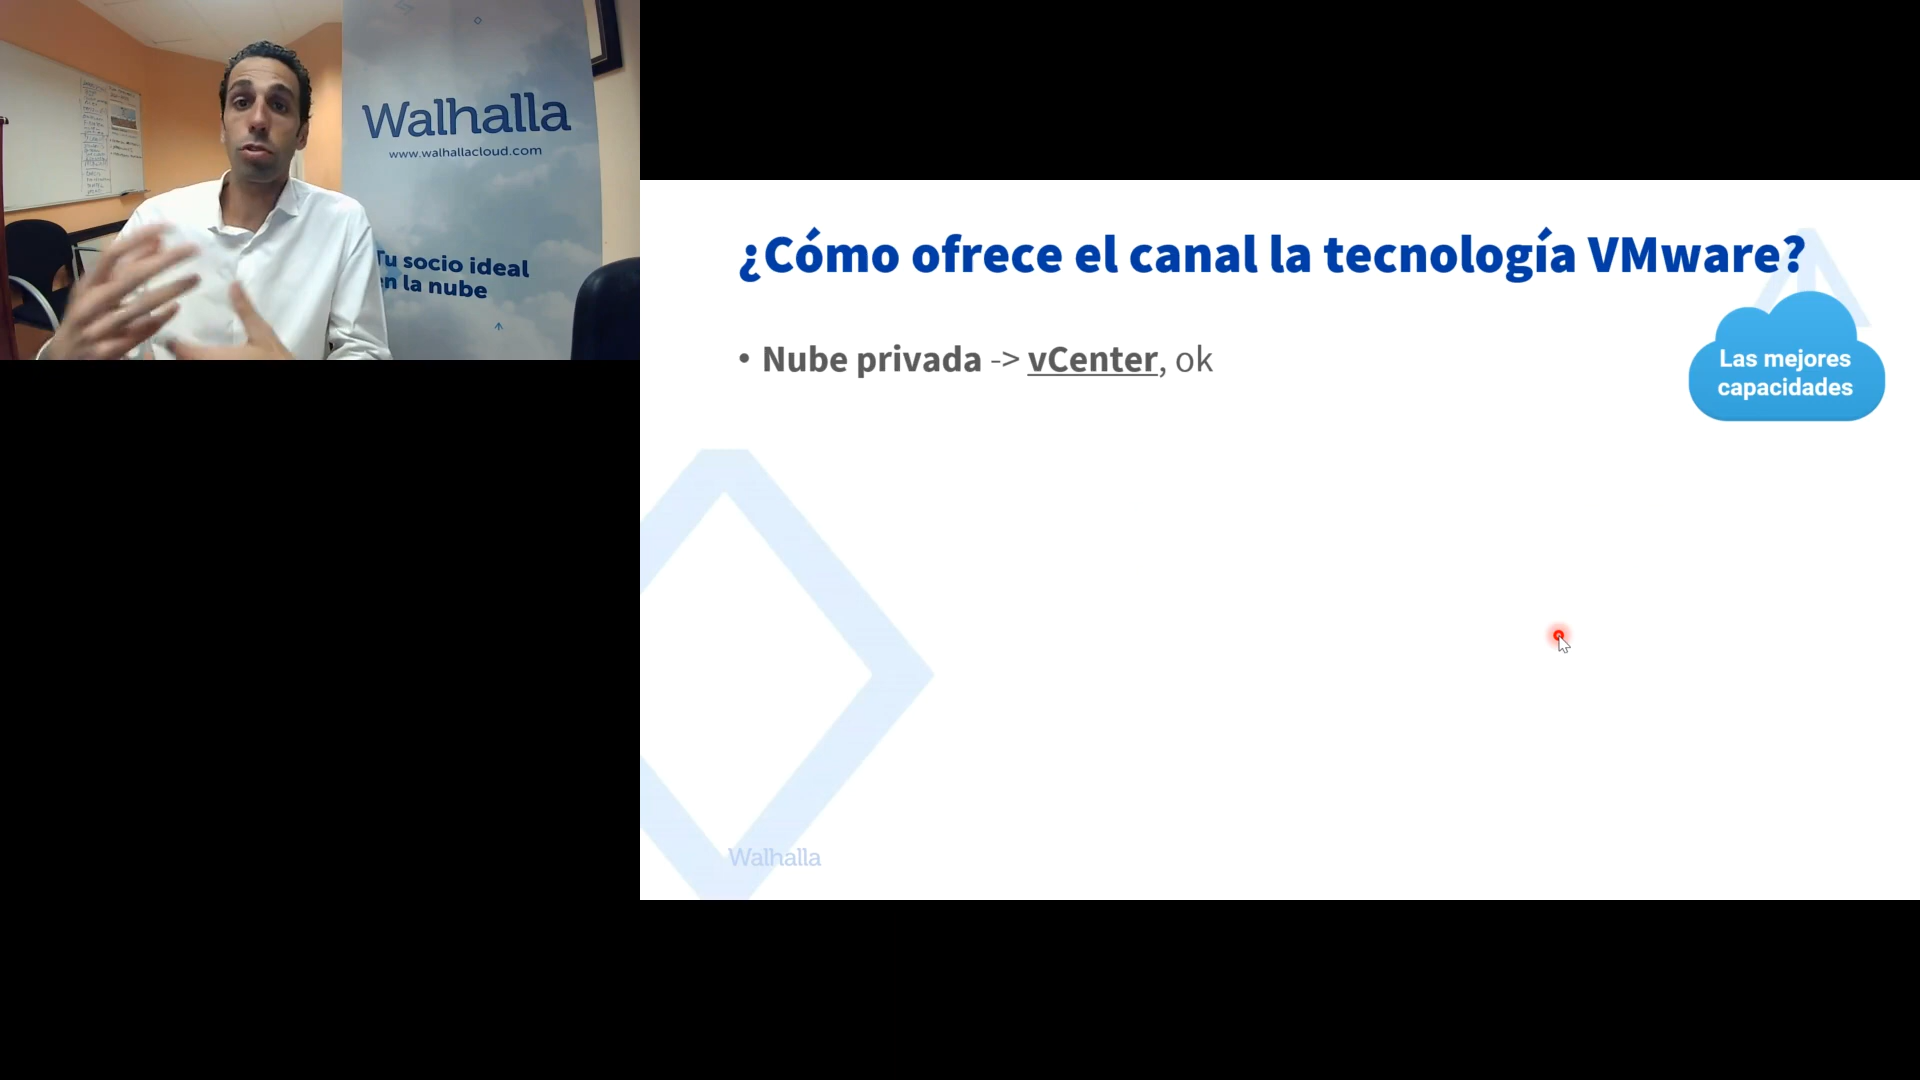 Walhalla
www.walhallacloud.com
Tu socio ideal
en la nube
¿Cómo ofrece el canal la tecnología VMware?
• Nube privada -> vCenter, ok
Las mejores
capacidades
Walhalla